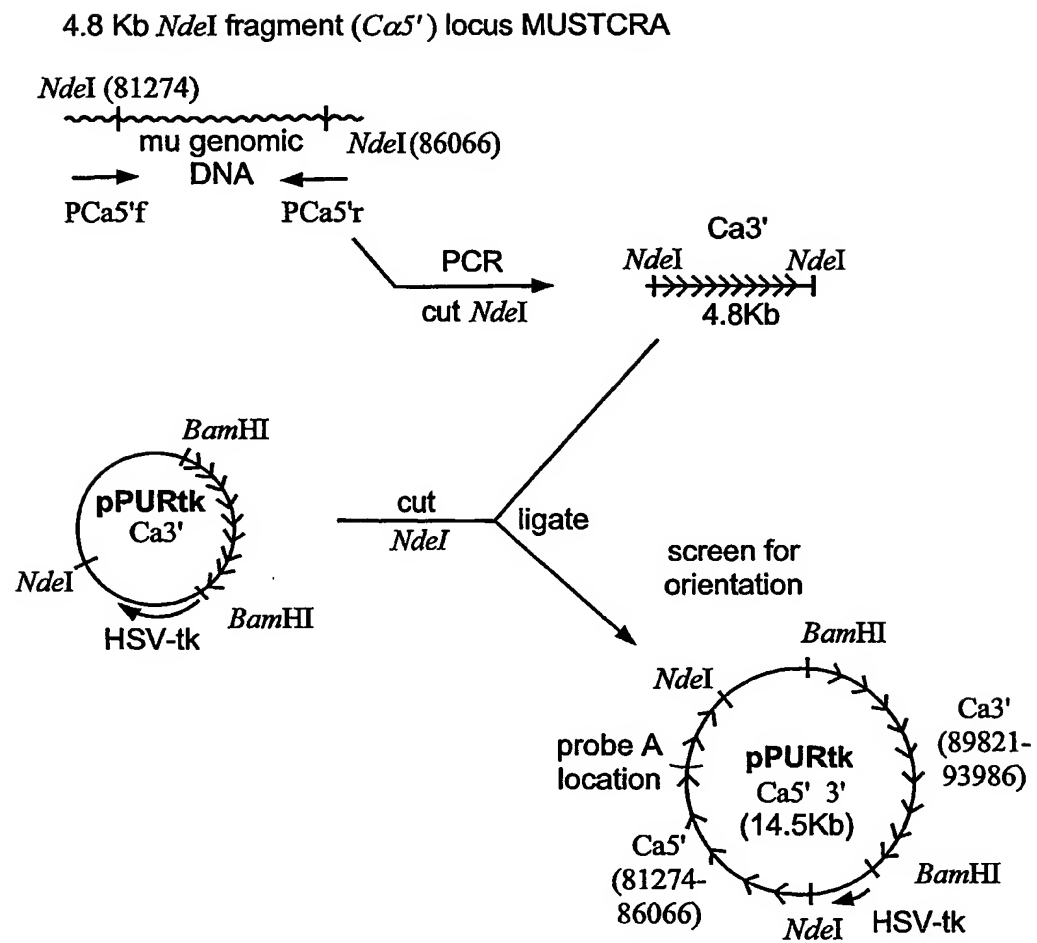 4.8 Kb NdeI fragment (Cα5') locus MUSTCRA
NdeI (81274)
mu genomic
DNA
NdeI (86066)
PCa5'f
PCa5'r
PCR
cut NdeI
Ca3'
NdeI
NdeI
4.8Kb
BamHI
pPURtk
Ca3'
NdeI
BamHI
HSV-tk
cut
NdeI
ligate
screen for
orientation
BamHI
NdeI
Ca3'
(89821-
93986)
probe A
location
pPURtk
Ca5' 3'
(14.5Kb)
Ca5'
(81274-
86066)
BamHI
NdeI
HSV-tk